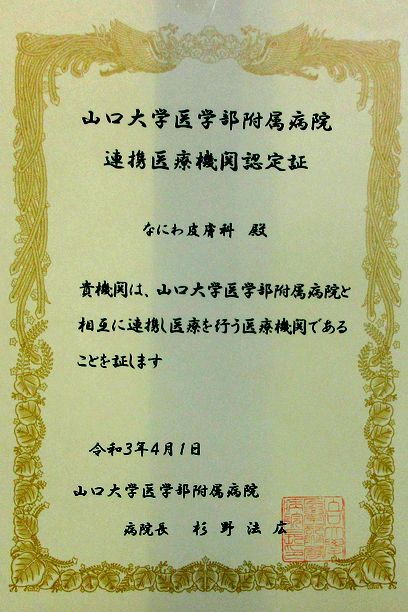 山口大学医学部附属病院
連携医療機関認定証
なにわ皮膚科 殿
貴機関は、山口大学医学部附属病院と
相互に連携し医療を行う医療機関である
ことを証します
令和3年4月1日
山口大学医学部附属病院
病院長 杉野法広